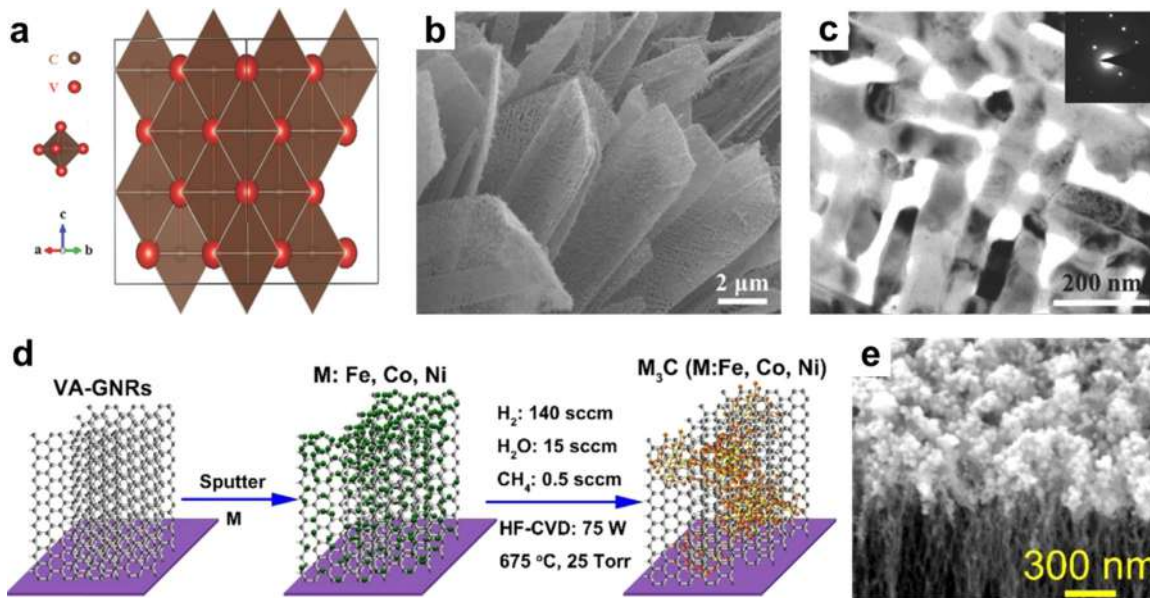 a
C
V
c
a
b
b
2 µm
c
200 nm
d
VA-GNRs
Sputter
M
M: Fe, Co, Ni
H₂: 140 sccm
H₂O: 15 sccm
CH₄: 0.5 sccm
HF-CVD: 75 W
675 °C, 25 Torr
M₃C (M:Fe, Co, Ni)
e
300 nm